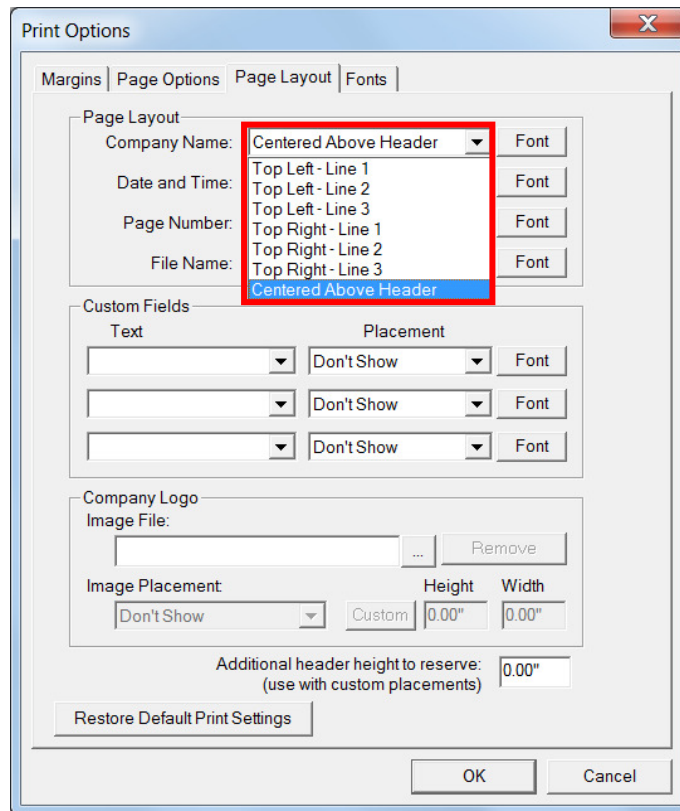 Print Options
X
Margins Page Options Page Layout Fonts
Page Layout
Company Name: Centered Above Header Font
Top Left - Line 1
Date and Time: Top Left - Line 2 Font
Top Left - Line 3
Page Number: Top Right - Line 1 Font
Top Right - Line 2
File Name: Top Right - Line 3 Font
Centered Above Header
Custom Fields
Text Placement
Don't Show Font
Don't Show Font
Don't Show Font
Company Logo
Image File:
... Remove
Image Placement: Height Width
Don't Show Custom 0.00" 0.00"
Additional header height to reserve: 0.00"
(use with custom placements)
Restore Default Print Settings
OK Cancel